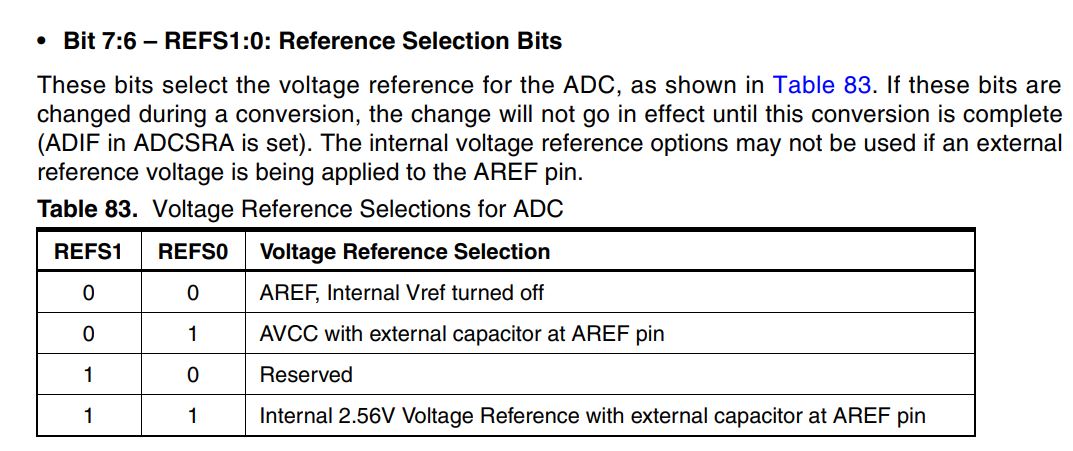 • Bit 7:6 – REFS1:0: Reference Selection Bits
These bits select the voltage reference for the ADC, as shown in Table 83. If these bits are
changed during a conversion, the change will not go in effect until this conversion is complete
(ADIF in ADCSRA is set). The internal voltage reference options may not be used if an external
reference voltage is being applied to the AREF pin.
Table 83. Voltage Reference Selections for ADC
REFS1 REFS0 Voltage Reference Selection
0 0 AREF, Internal Vref turned off
0 1 AVCC with external capacitor at AREF pin
1 0 Reserved
1 1 Internal 2.56V Voltage Reference with external capacitor at AREF pin